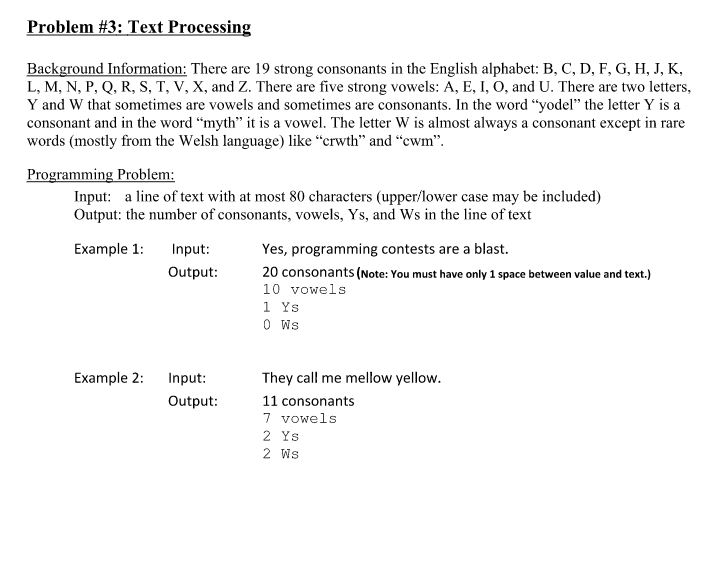 Problem #3: Text Processing
Background Information: There are 19 strong consonants in the English alphabet: B, C, D, F, G, H, J, K,
L, M, N, P, Q, R, S, T, V, X, and Z. There are five strong vowels: A, E, I, O, and U. There are two letters,
Y and W that sometimes are vowels and sometimes are consonants. In the word “yodel” the letter Y is a
consonant and in the word “myth” it is a vowel. The letter W is almost always a consonant except in rare
words (mostly from the Welsh language) like “crwth” and “cwm”.
Programming Problem:
Input: a line of text with at most 80 characters (upper/lower case may be included)
Output: the number of consonants, vowels, Ys, and Ws in the line of text
Example 1: Input: Yes, programming contests are a blast.
Output: 20 consonants (Note: You must have only 1 space between value and text.)
10 vowels
1 Ys
0 Ws
Example 2: Input: They call me mellow yellow.
Output: 11 consonants
7 vowels
2 Ys
2 Ws